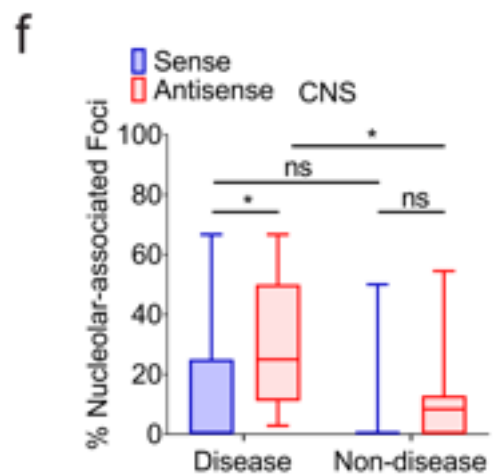 f
Sense
Antisense CNS
% Nucleolar-associated Foci
100
80
60
40
20
0
*
ns
*
ns
Disease Non-disease